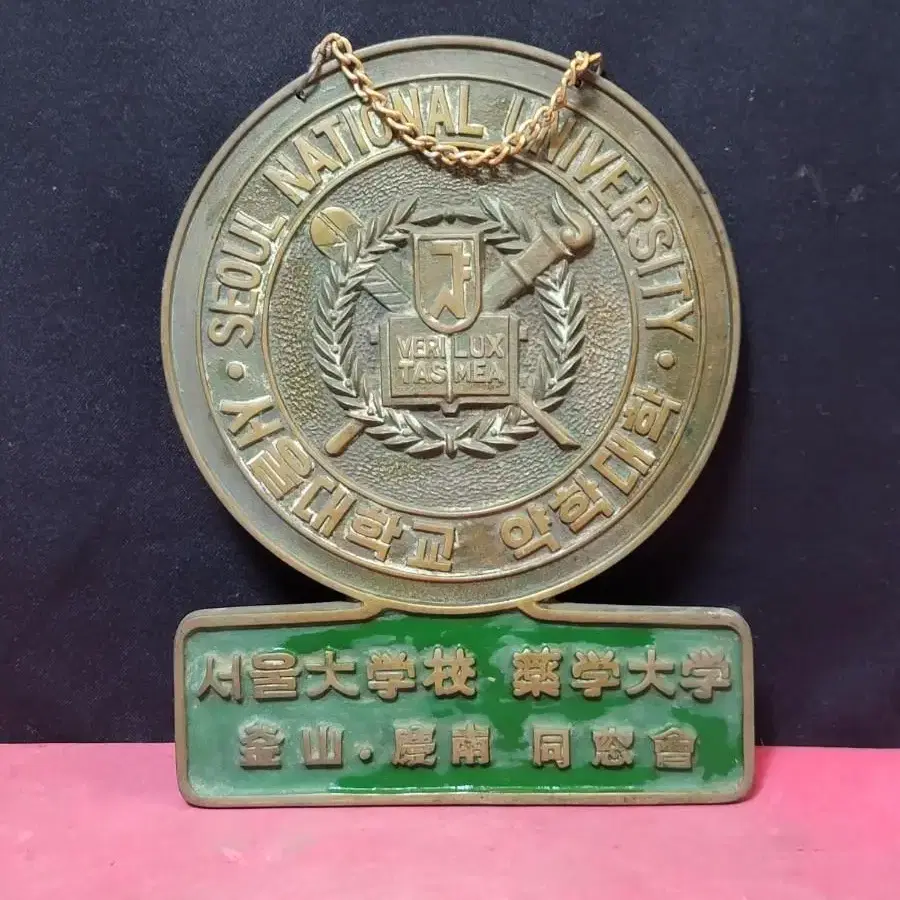 · SEOUL NATIONAL UNIVERSITY ·
VERI LUX
TAS MEA
서울대학교 약학대학
서울大学校 薬学大学
釜山·慶南 同窓會